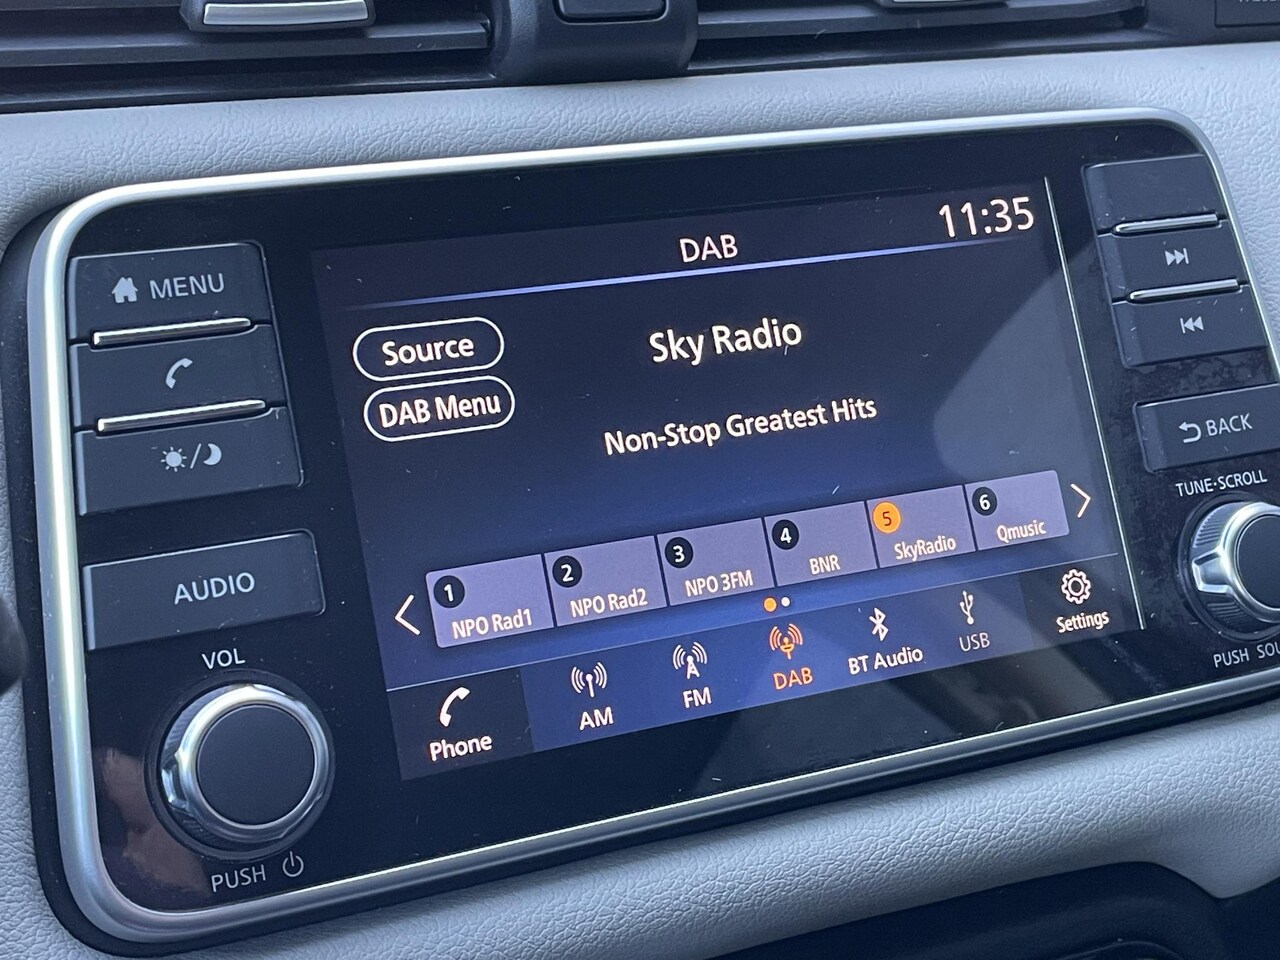 MENU
AUDIO
VOL
PUSH
DAB
11:35
Source
Sky Radio
DAB Menu
Non-Stop Greatest Hits
1
NPO Rad1
2
NPO Rad2
3
NPO 3FM
4
BNR
5
SkyRadio
6
Qmusic
Phone
AM
FM
DAB
BT Audio
USB
Settings
BACK
TUNE·SCROLL
PUSH SOU